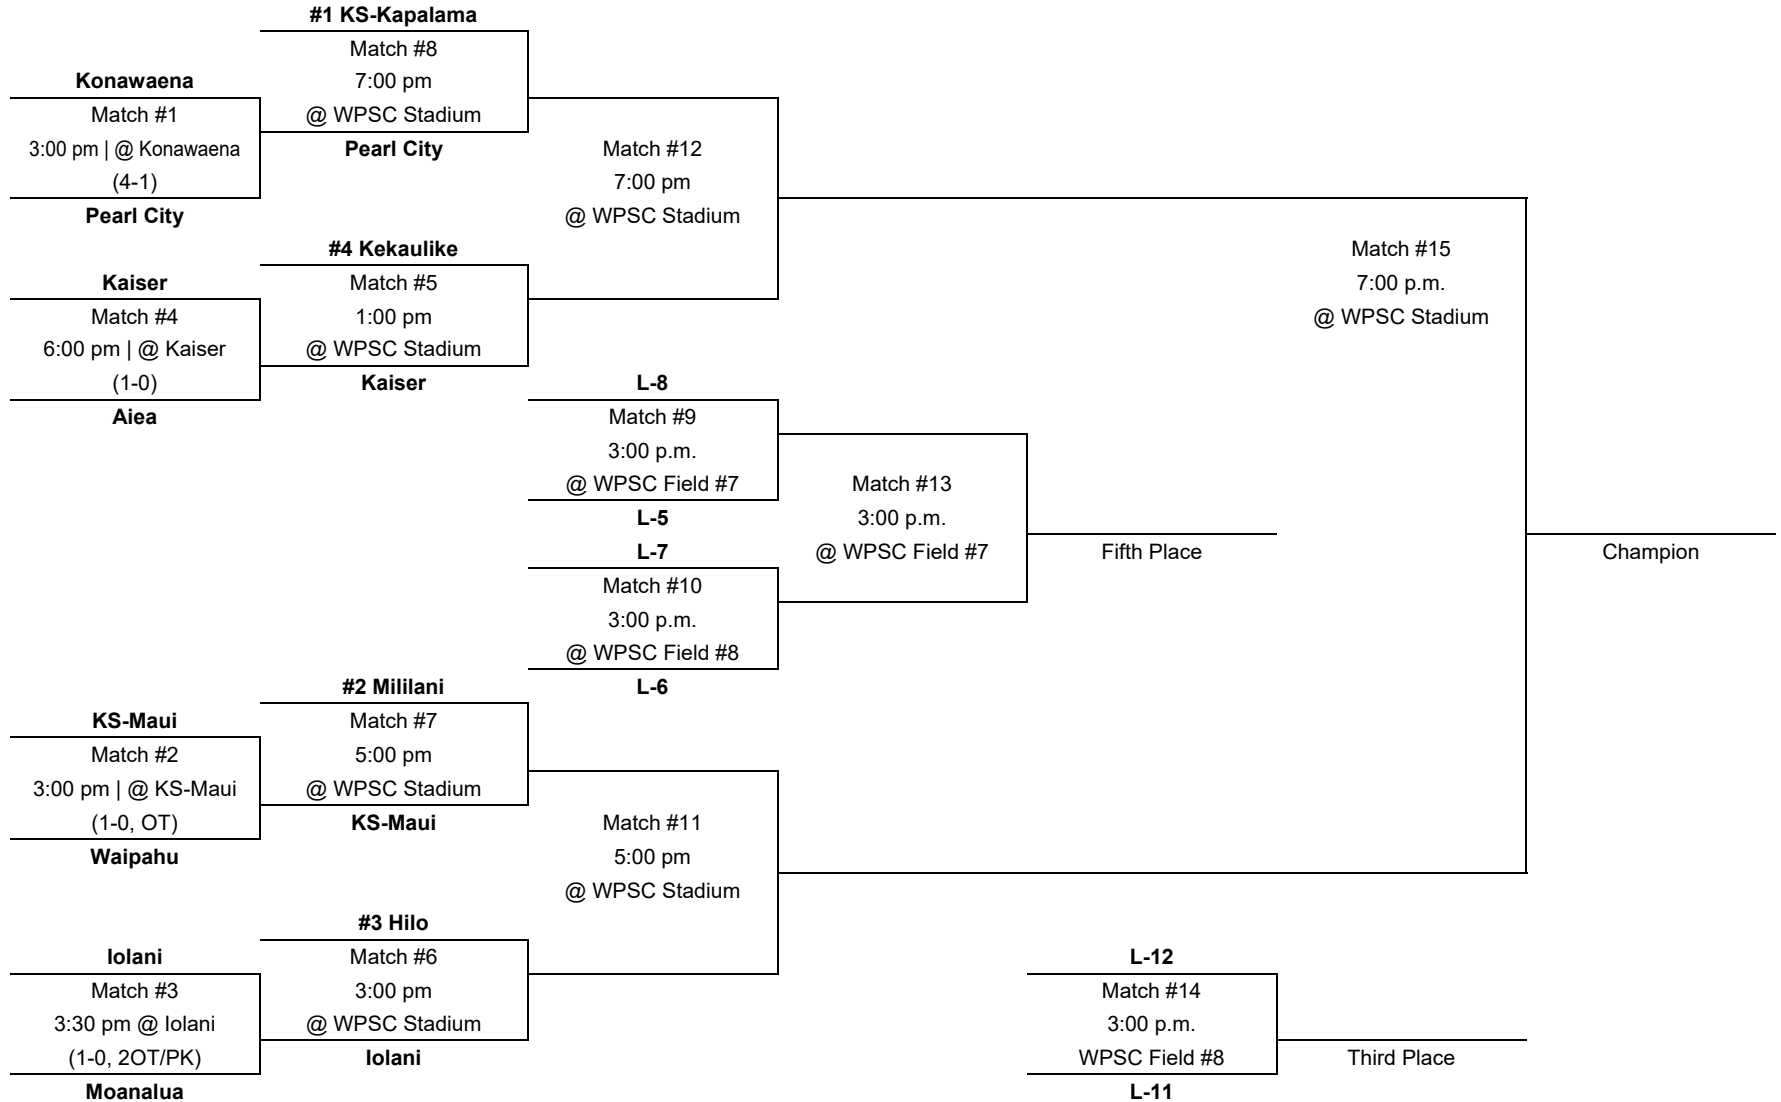 #1 KS-Kapalama
Match #8
7:00 pm
@ WPSC Stadium
Pearl City
Konawaena
Match #1
3:00 pm | @ Konawaena
(4-1)
Pearl City
Match #12
7:00 pm
@ WPSC Stadium
#4 Kekaulike
Match #5
1:00 pm
@ WPSC Stadium
Kaiser
Kaiser
Match #4
6:00 pm | @ Kaiser
(1-0)
Aiea
Match #15
7:00 p.m.
@ WPSC Stadium
L-8
Match #9
3:00 p.m.
@ WPSC Field #7
L-5
L-7
Match #10
3:00 p.m.
@ WPSC Field #8
L-6
Match #13
3:00 p.m.
@ WPSC Field #7
Fifth Place
Champion
#2 Mililani
Match #7
5:00 pm
@ WPSC Stadium
KS-Maui
KS-Maui
Match #2
3:00 pm | @ KS-Maui
(1-0, OT)
Waipahu
Match #11
5:00 pm
@ WPSC Stadium
#3 Hilo
Match #6
3:00 pm
@ WPSC Stadium
Iolani
Iolani
Match #3
3:30 pm @ Iolani
(1-0, 2OT/PK)
Moanalua
L-12
Match #14
3:00 p.m.
WPSC Field #8
L-11
Third Place